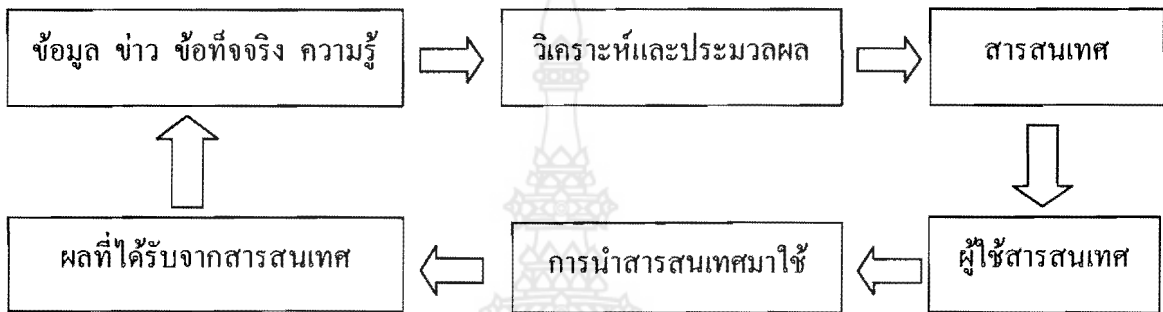 ข้อมูล ข่าว ข้อท็จจริง ความรู้
วิเคราะห์และประมวลผล
สารสนเทศ
ผู้ใช้สารสนเทศ
การนำสารสนเทศมาใช้
ผลที่ได้รับจากสารสนเทศ